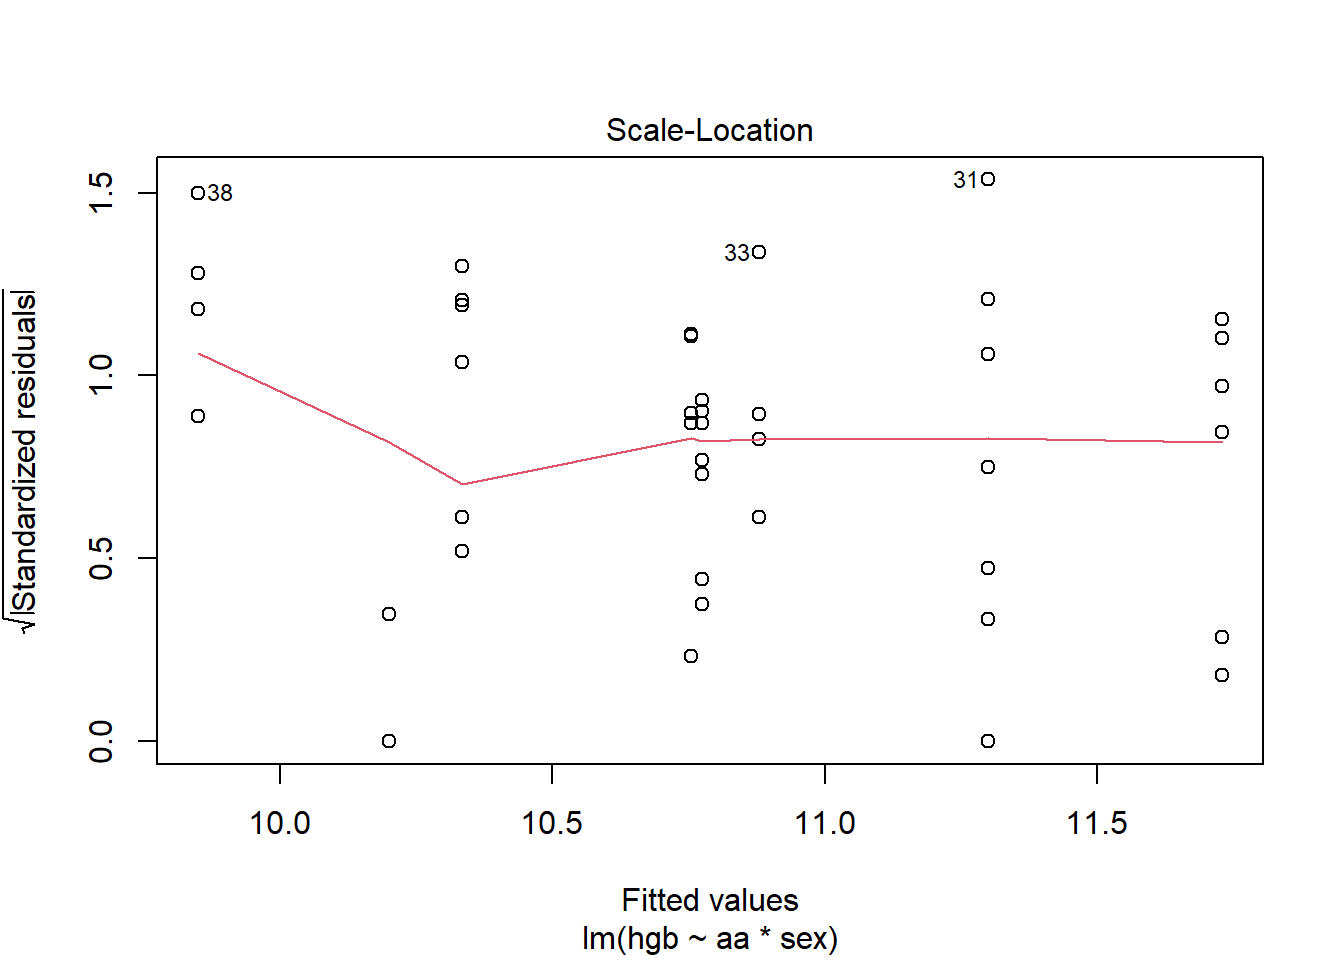 Scale-Location
√|Standardized residuals|
1.5
1.0
0.5
0.0
38
33
31
10.0 10.5 11.0 11.5
Fitted values
lm(hgb ~ aa * sex)